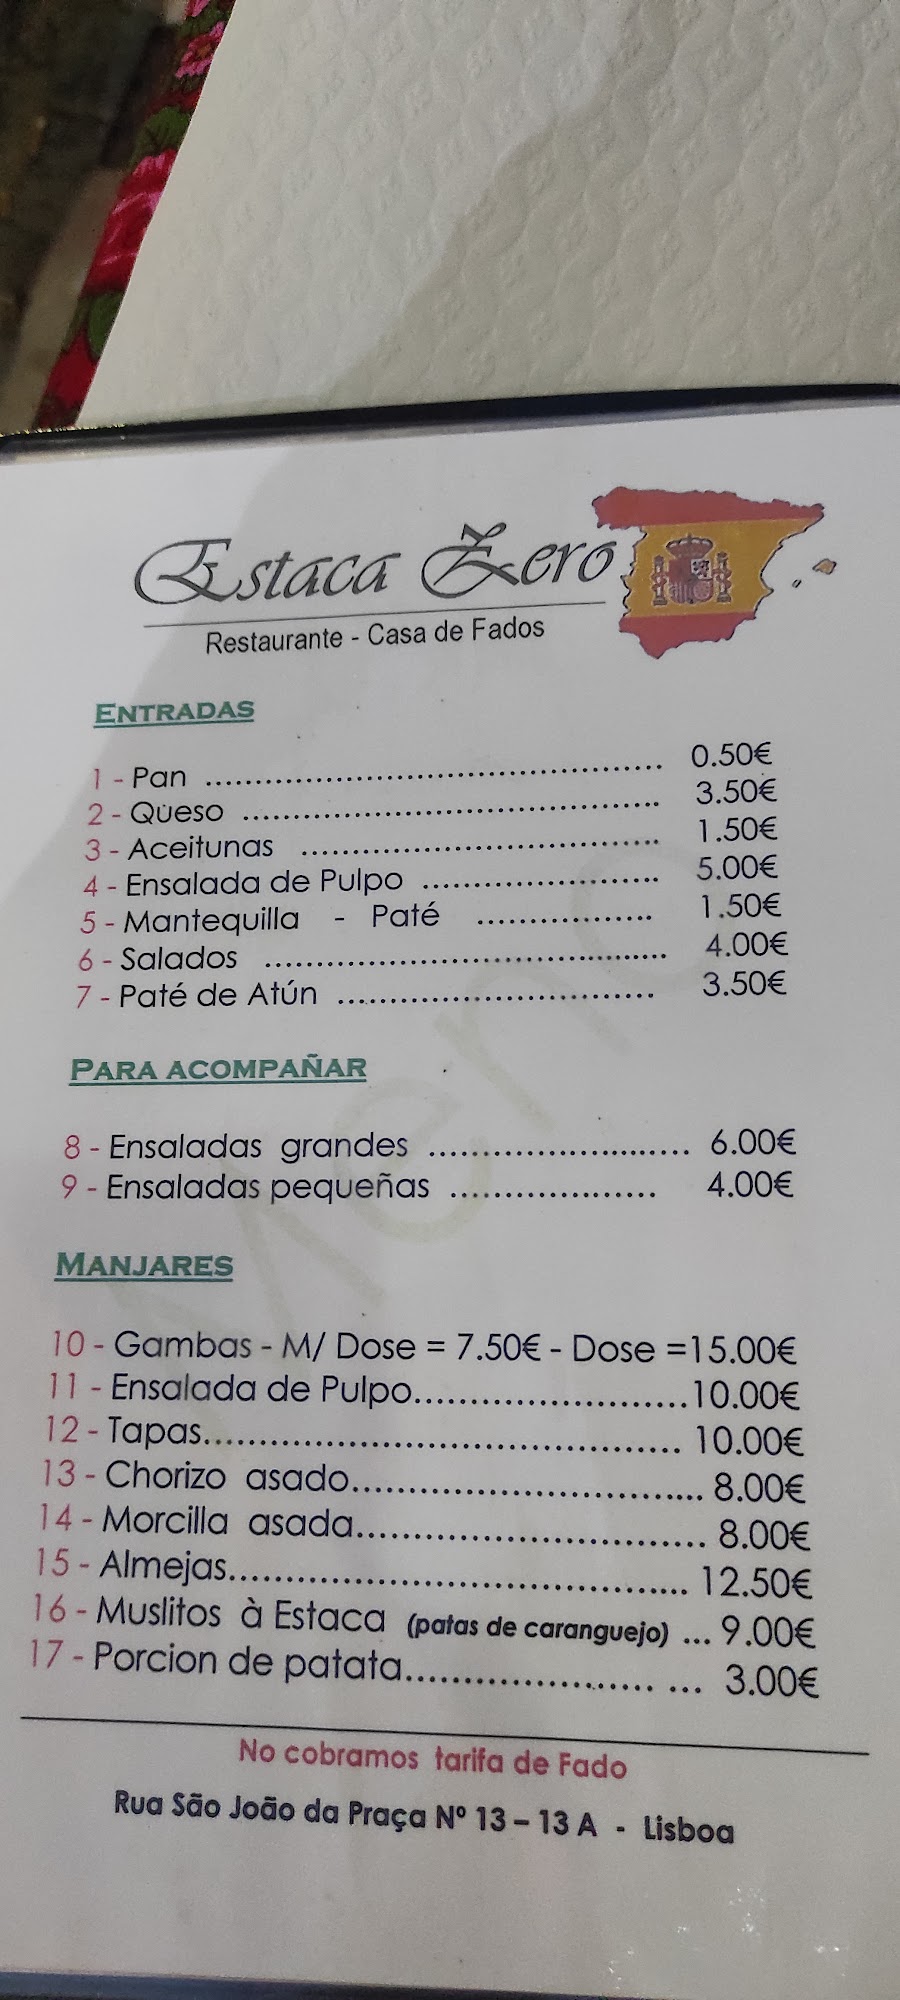 Estaca Zero
Restaurante - Casa de Fados
ENTRADAS
1 - Pan ............................................. 0.50€
2 - Queso ......................................... 3.50€
3 - Aceitunas ................................... 1.50€
4 - Ensalada de Pulpo ....................... 5.00€
5 - Mantequilla - Paté ................. 1.50€
6 - Salados ....................................... 4.00€
7 - Paté de Atún ............................... 3.50€
PARA ACOMPAÑAR
8 - Ensaladas grandes .......................... 6.00€
9 - Ensaladas pequeñas .................... 4.00€
MANJARES
10 - Gambas - M/ Dose = 7.50€ - Dose =15.00€
11 - Ensalada de Pulpo..........................10.00€
12 - Tapas.............................................. 10.00€
13 - Chorizo asado................................... 8.00€
14 - Morcilla asada.................................. 8.00€
15 - Almejas............................................ 12.50€
16 - Muslitos à Estaca (patas de caranguejo) ... 9.00€
17 - Porcion de patata........................ ... 3.00€
No cobramos tarifa de Fado
Rua São João da Praça Nº 13 – 13 A - Lisboa
Menu